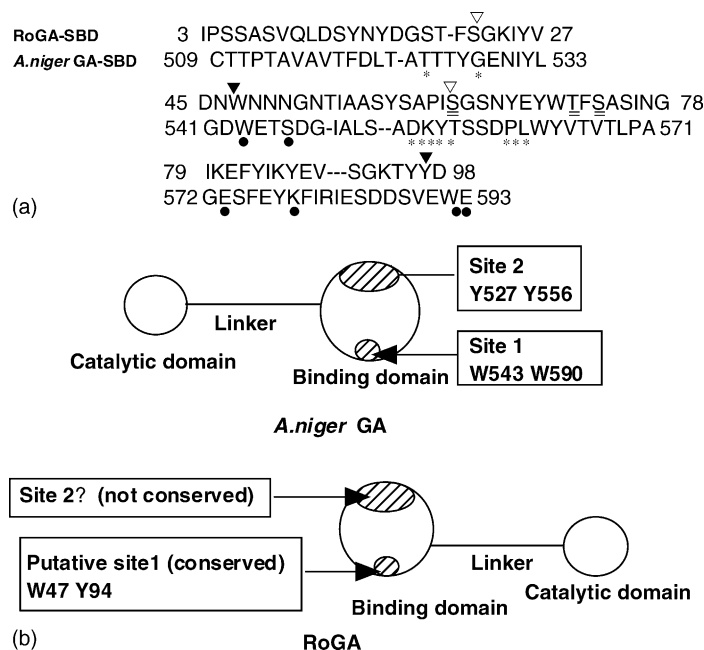 RoGA-SBD 3 IPSSASVQLDSYNYDGST-FSGKIYV 27
A.niger GA-SBD 509 CTTPTAVAVTFDLT-ATTTYGENIYL 533
45 DNWNNNGNTIAASYSAPISGSNYEYWTFSASING 78
541 GDWETSDG-IALS--ADKYTSSDPLWYVTVTLPA 571
79 IKEFYIKYEV---SGKTYYD 98
572 GESFEYKFIRIESDDSVEWE 593
(a)
Site 2
Y527 Y556
Linker
Site 1
W543 W590
Catalytic domain
Binding domain
A.niger GA
Site 2? (not conserved)
Putative site1 (conserved)
W47 Y94
Linker
Catalytic domain
Binding domain
(b)
RoGA